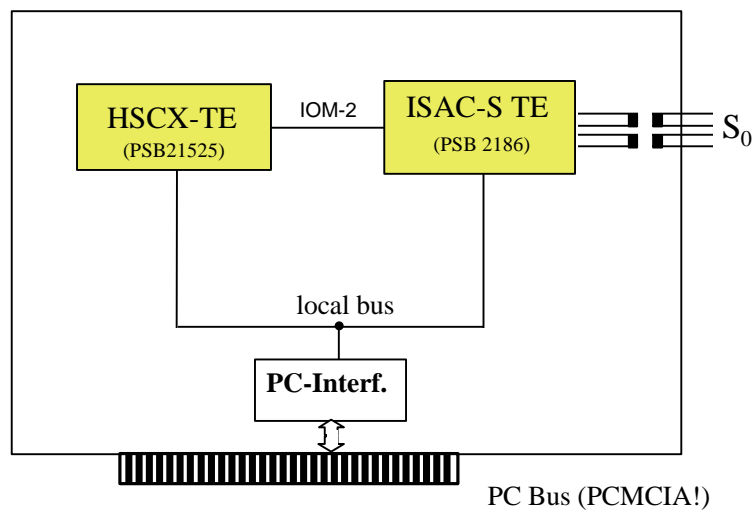 HSCX-TE
(PSB21525)
IOM-2
ISAC-S TE
(PSB 2186)
S0
local bus
PC-Interf.
PC Bus (PCMCIA!)